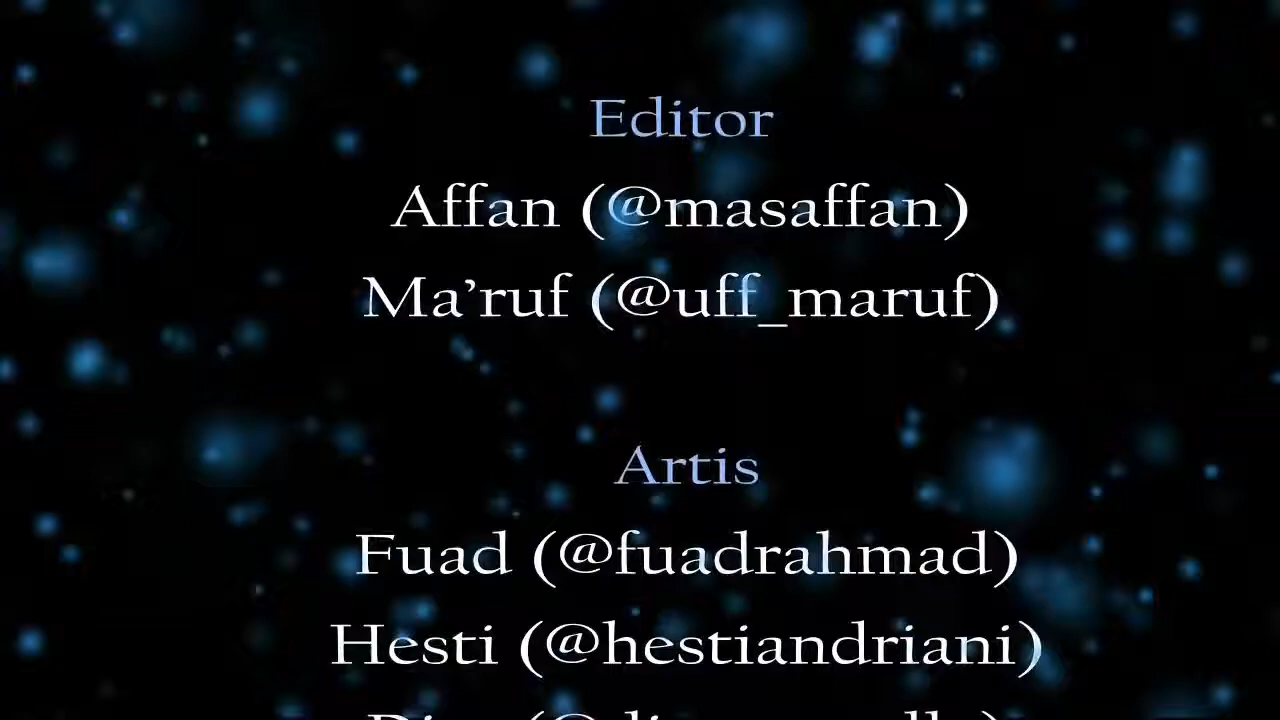 Editor
Affan (@masaffan)
Ma’ruf (@uff_maruf)
Artis
Fuad (@fuadrahmad)
Hesti (@hestiandriani)